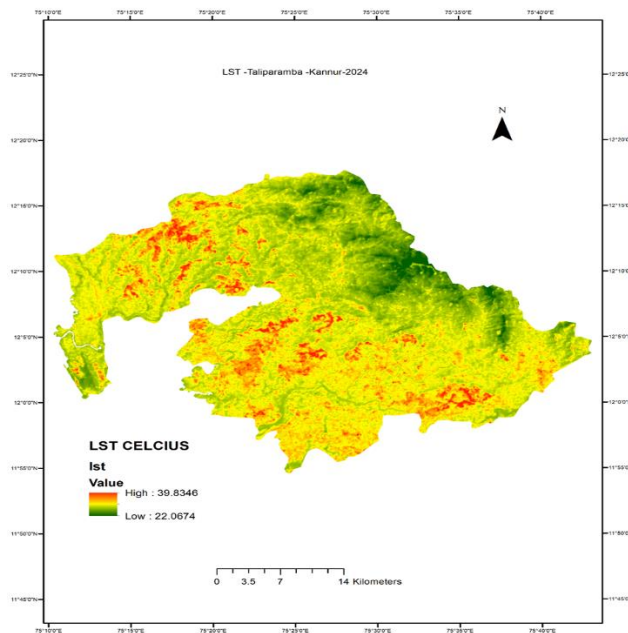 75°10'0"E 75°15'0"E 75°20'0"E 75°25'0"E 75°30'0"E 75°35'0"E 75°40'0"E
LST -Taliparamba -Kannur-2024
12°25'0"N 12°25'0"N
N
12°20'0"N 12°20'0"N
12°15'0"N 12°15'0"N
12°10'0"N 12°10'0"N
12°5'0"N 12°5'0"N
12°0'0"N 12°0'0"N
LST CELCIUS
lst
Value
High : 39.8346
Low : 22.0674
11°55'0"N 11°55'0"N
11°50'0"N 11°50'0"N
0 3.5 7 14 Kilometers
11°45'0"N 11°45'0"N
75°10'0"E 75°15'0"E 75°20'0"E 75°25'0"E 75°30'0"E 75°35'0"E 75°40'0"E